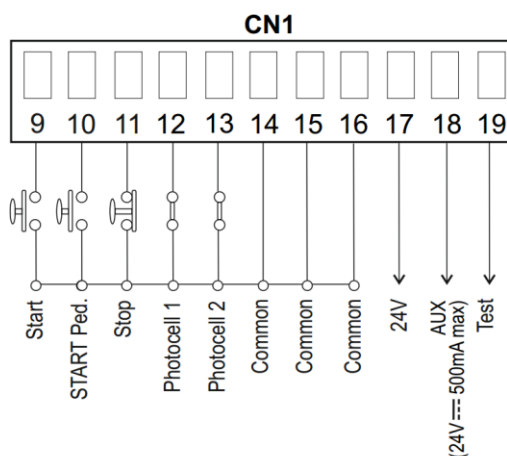 CN1
9 10 11 12 13 14 15 16 17 18 19
Start
START Ped.
Stop
Photocell 1
Photocell 2
Common
Common
Common
24V
AUX
(24V ⎓ 500mA max)
Test